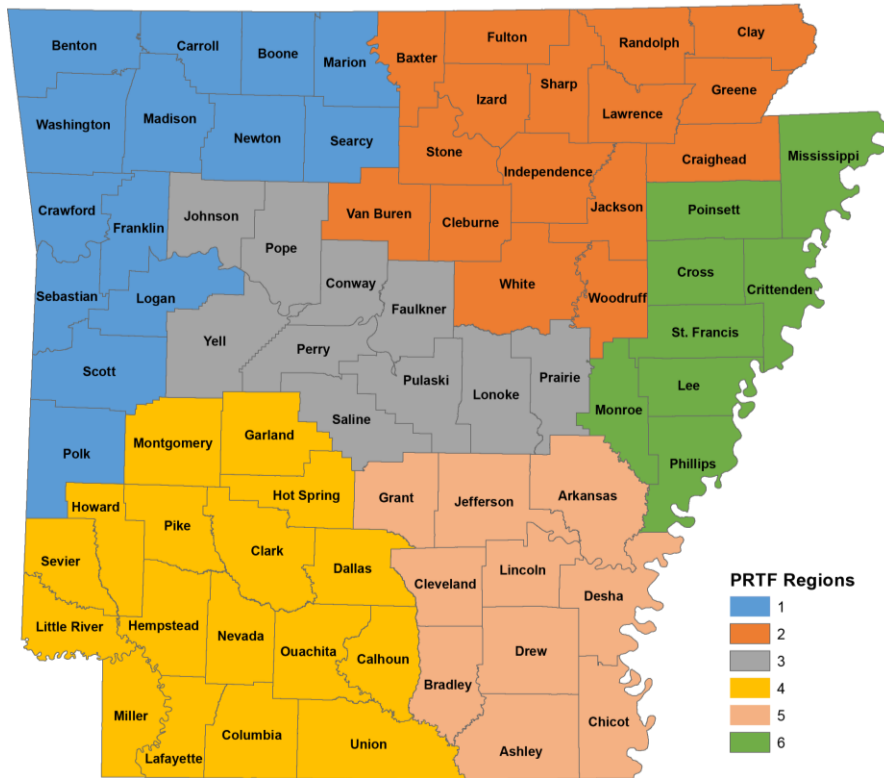 Benton
Carroll
Boone
Marion
Baxter
Fulton
Randolph
Clay
Izard
Sharp
Greene
Lawrence
Washington
Madison
Newton
Searcy
Stone
Independence
Craighead
Mississippi
Crawford
Franklin
Johnson
Pope
Van Buren
Cleburne
Jackson
Poinsett
Sebastian
Logan
Conway
Faulkner
White
Woodruff
Cross
Crittenden
St. Francis
Scott
Yell
Perry
Pulaski
Lonoke
Prairie
Lee
Monroe
Saline
Polk
Montgomery
Garland
Phillips
Hot Spring
Grant
Jefferson
Arkansas
Howard
Pike
Clark
Sevier
Dallas
Cleveland
Lincoln
Desha
Little River
Hempstead
Nevada
Ouachita
Calhoun
Bradley
Drew
Miller
Lafayette
Columbia
Union
Ashley
Chicot
PRTF Regions
1
2
3
4
5
6